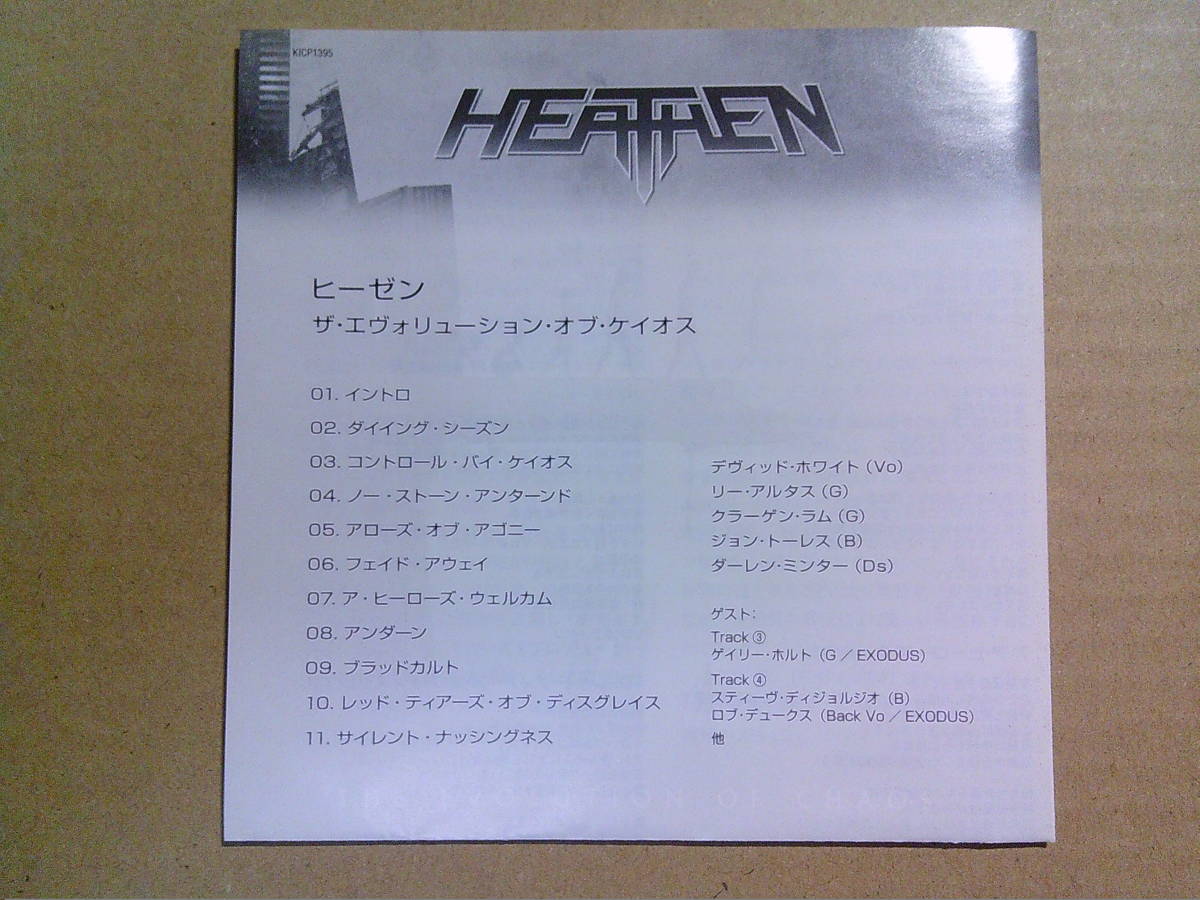 KICP1395
HEATHEN
ヒーゼン
ザ・エヴォリューション・オブ・ケイオス
01. イントロ
02. ダイイング・シーズン
03. コントロール・バイ・ケイオス
04. ノー・ストーン・アンターンド
05. アローズ・オブ・アゴニー
06. フェイド・アウェイ
07. ア・ヒーローズ・ウェルカム
08. アンダーン
09. ブラッドカルト
10. レッド・ティアーズ・オブ・ディスグレイス
11. サイレント・ナッシングネス
デヴィッド・ホワイト（Vo）
リー・アルタス（G）
クラーゲン・ラム（G）
ジョン・トーレス（B）
ダーレン・ミンター（Ds）
ゲスト:
Track ③
ゲイリー・ホルト（G／EXODUS）
Track ④
スティーヴ・ディジョルジオ（B）
ロブ・デュークス（Back Vo／EXODUS）
他
THE EVOLUTION OF CHAOS